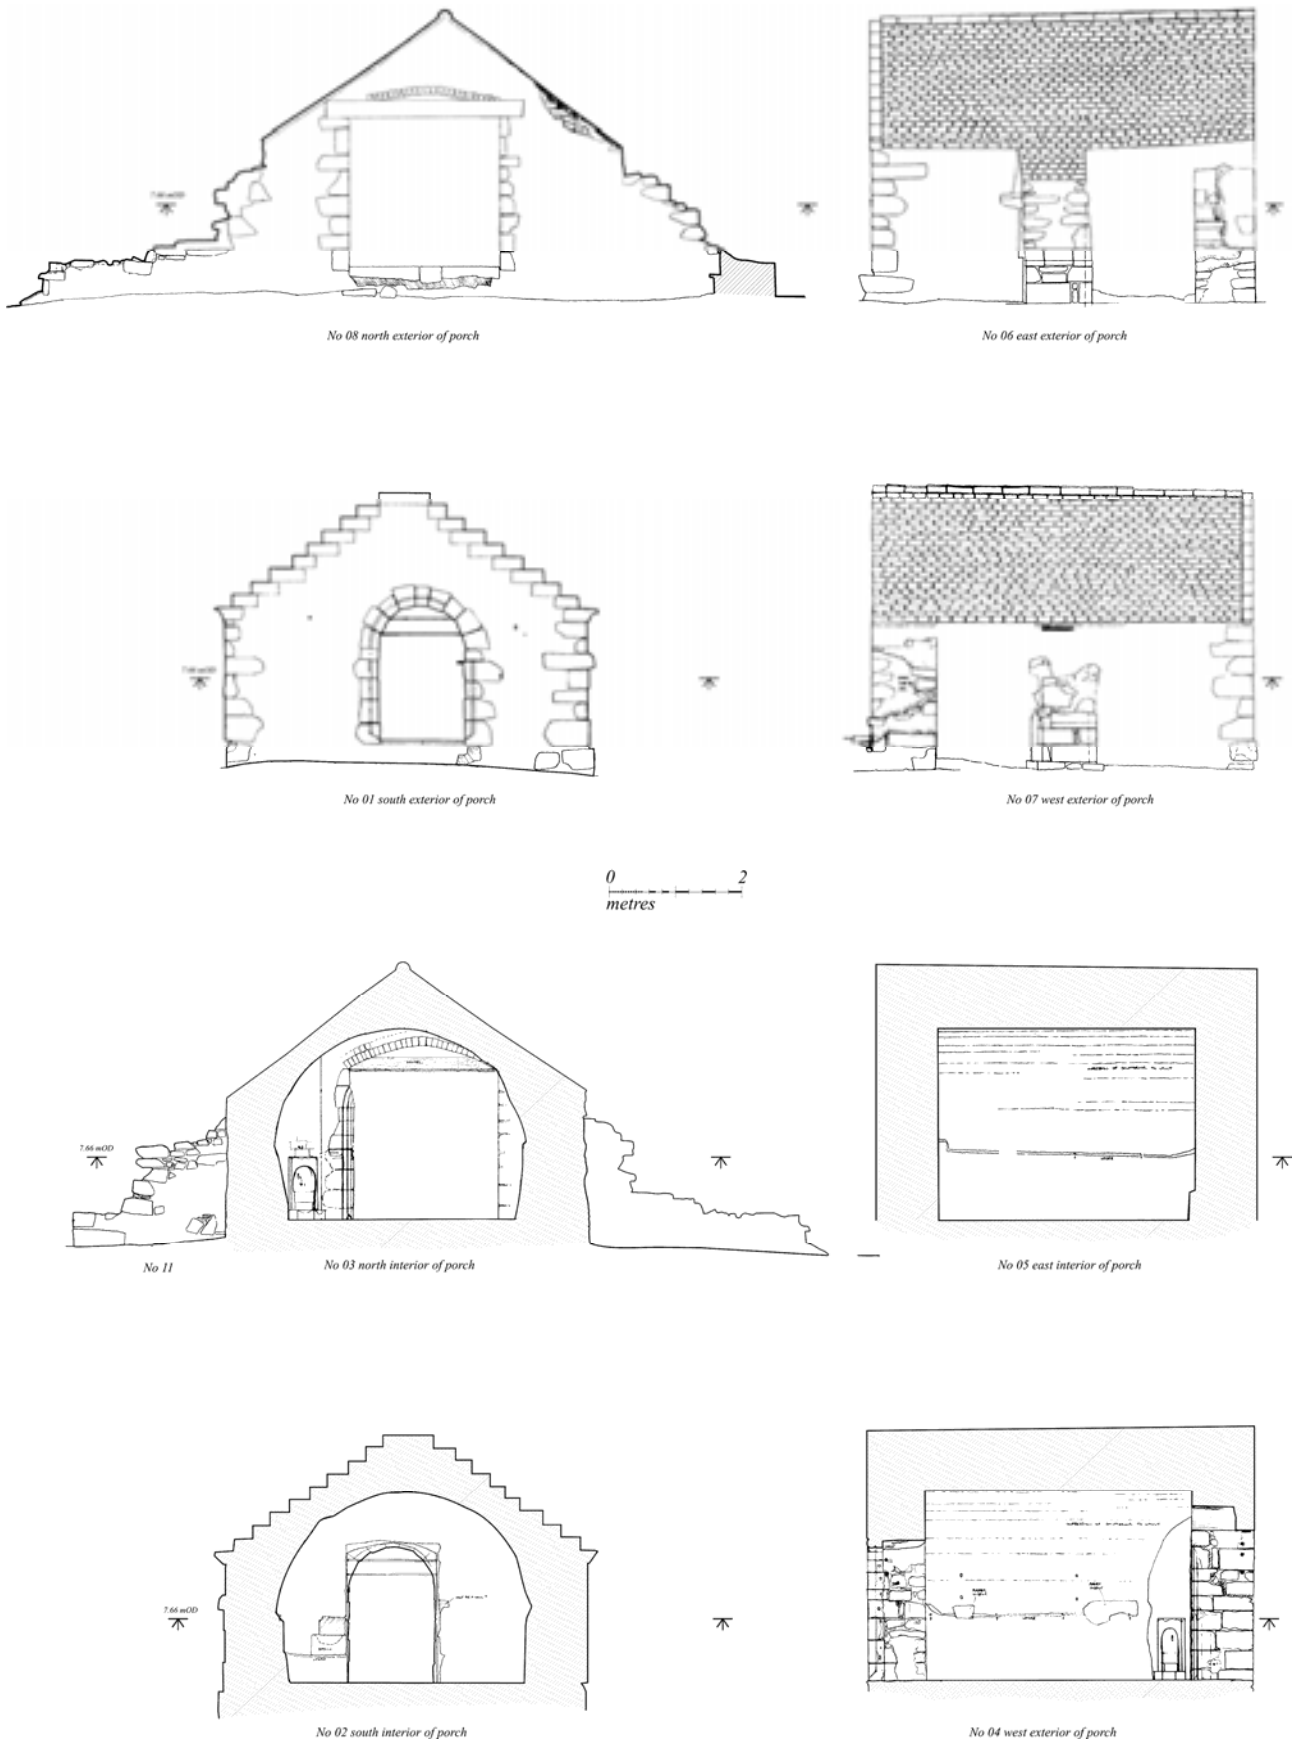 7.66 mOD
No 08 north exterior of porch
No 06 east exterior of porch
7.66 mOD
No 01 south exterior of porch
No 07 west exterior of porch
0 2
metres
7.66 mOD
No 11
No 03 north interior of porch
No 05 east interior of porch
7.66 mOD
No 02 south interior of porch
No 04 west exterior of porch